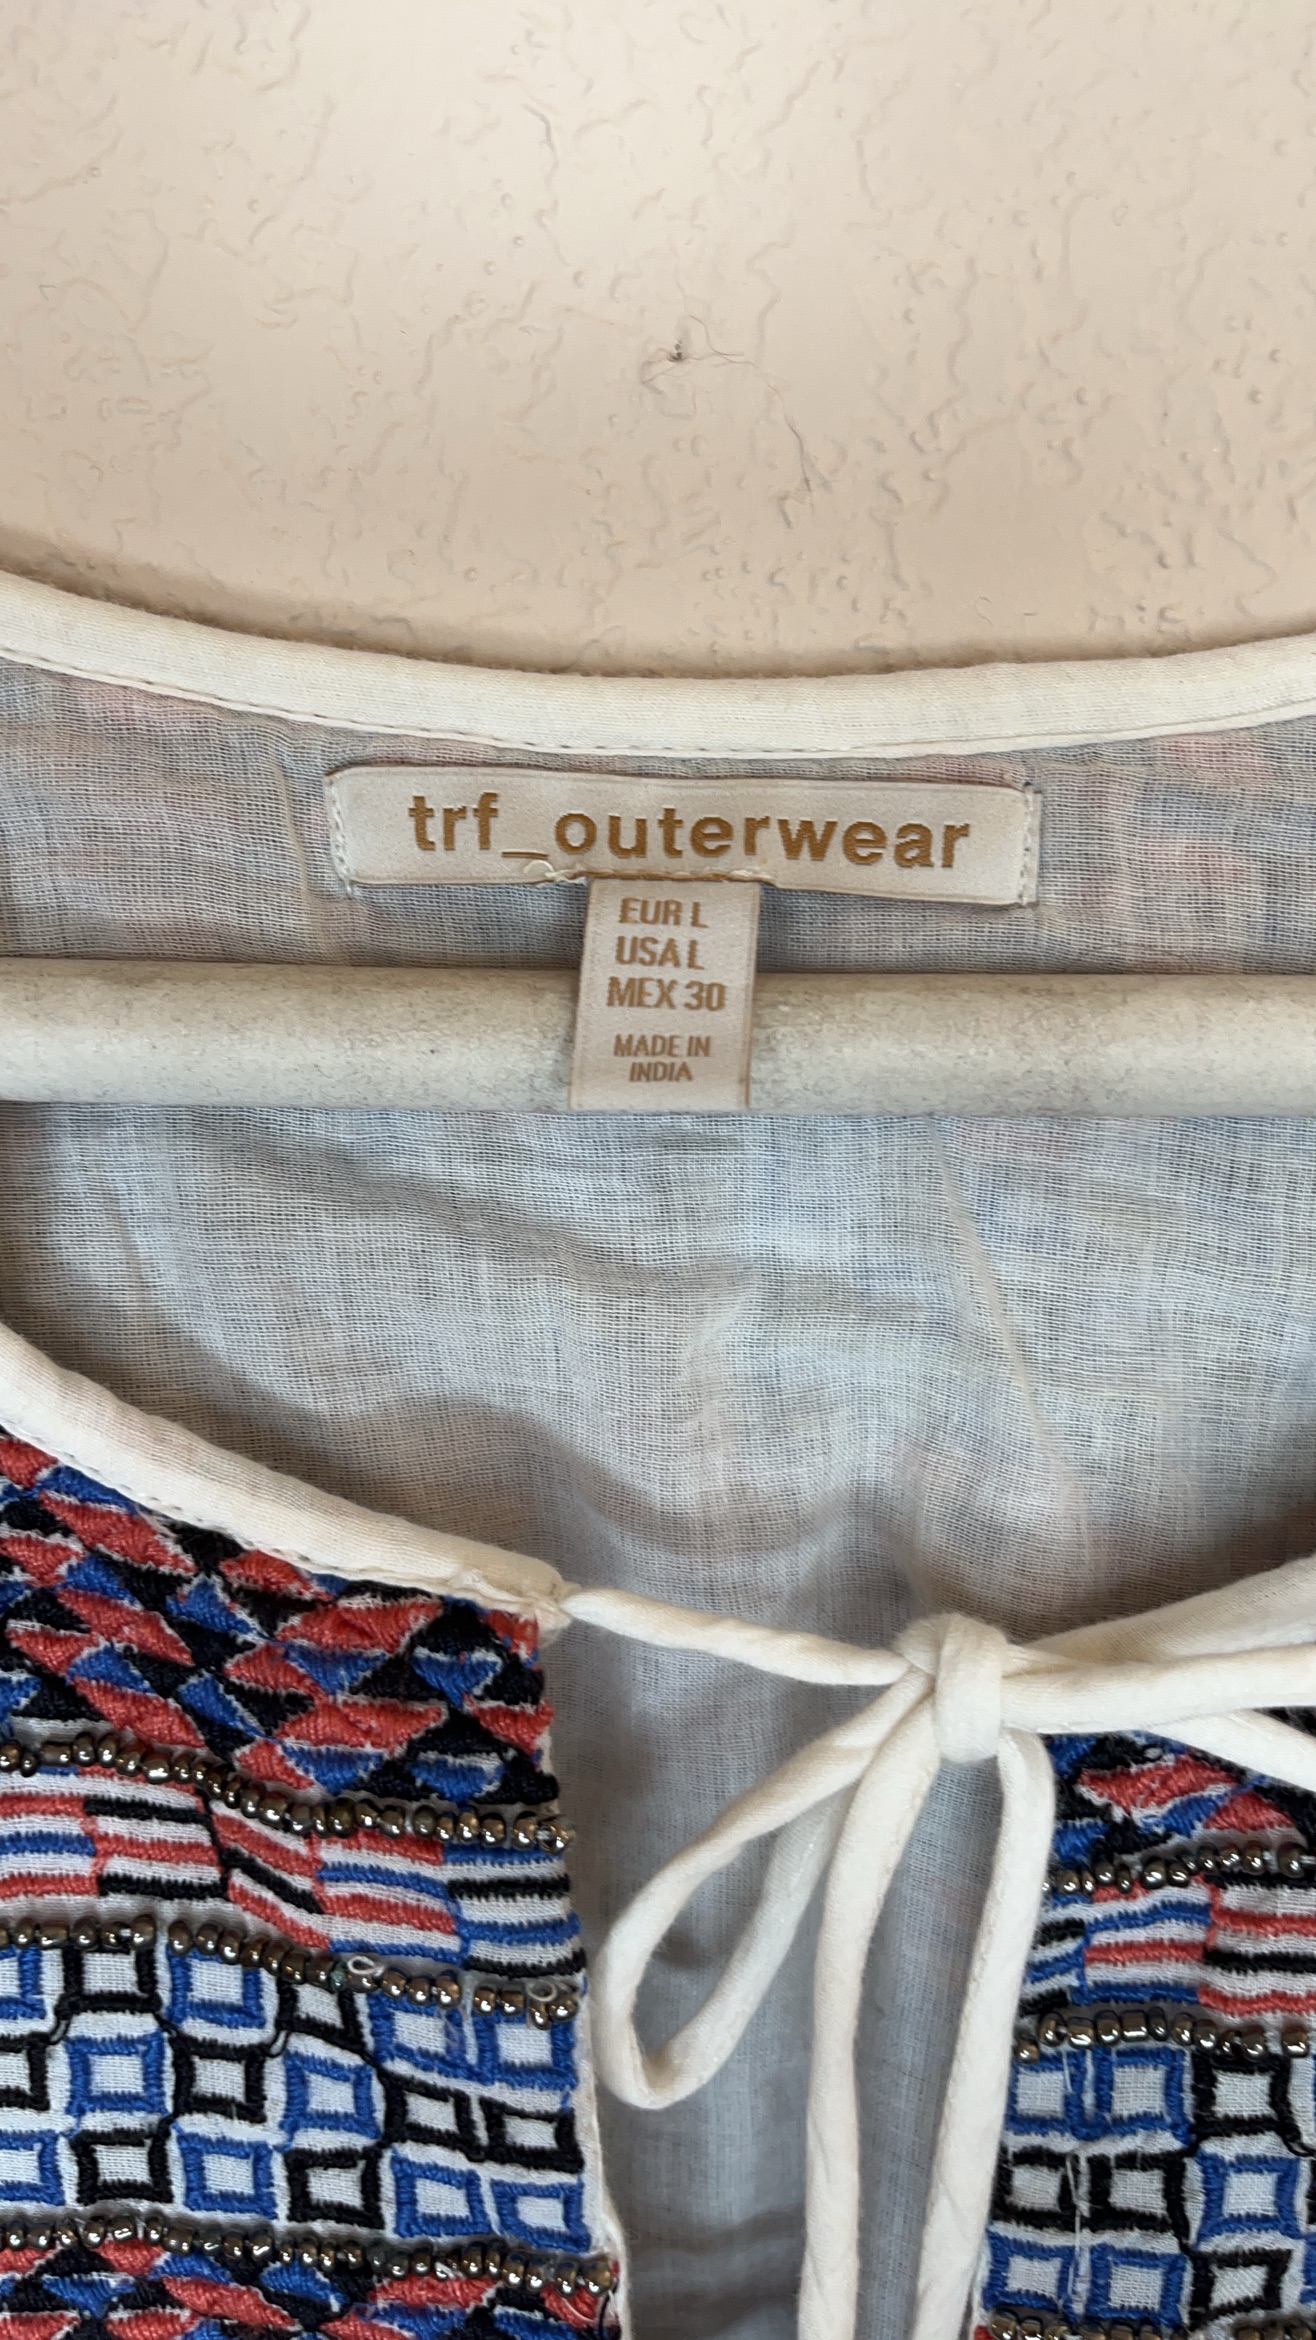 trf_outerwear
EUR L
USA L
MEX 30
MADE IN
INDIA